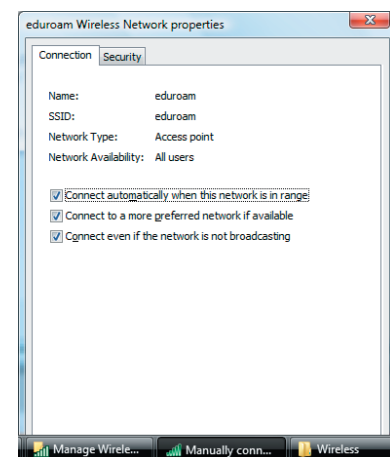 eduroam Wireless Network properties
Connection Security
Name: eduroam
SSID: eduroam
Network Type: Access point
Network Availability: All users
Connect automatically when this network is in range
Connect to a more preferred network if available
Connect even if the network is not broadcasting
Manage Wirele... Manually conn... Wireless